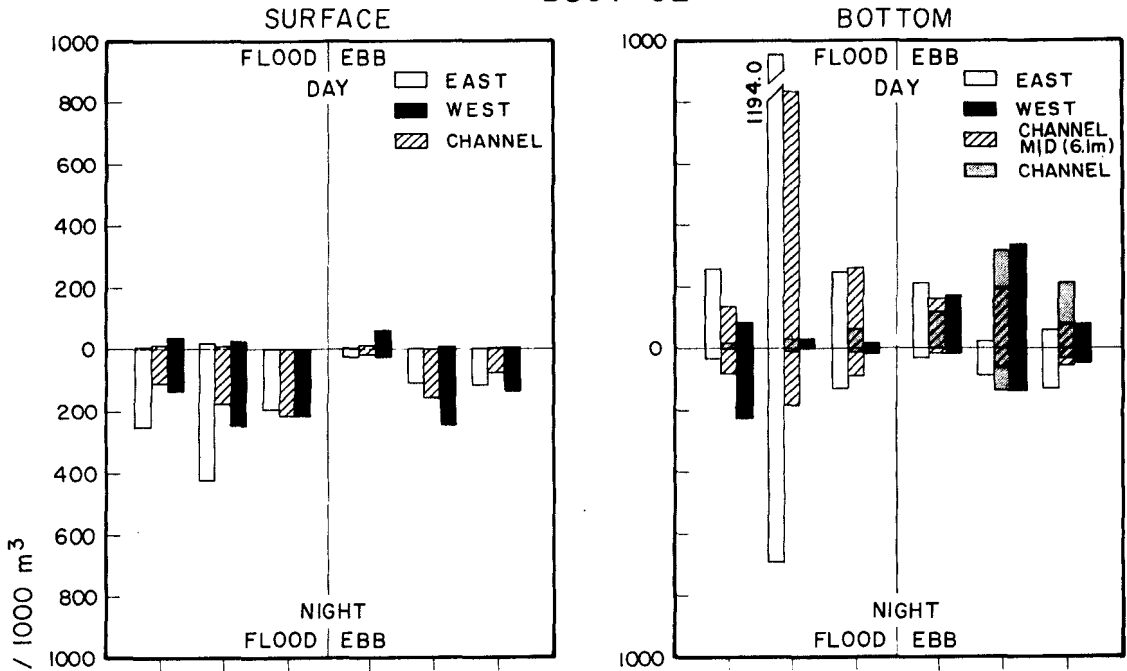 SURFACE
1000
FLOOD EBB
DAY
EAST
WEST
CHANNEL
800
600
400
200
0
200
400
600
800
1000
NIGHT
FLOOD EBB
/ 1000 m³
BOTTOM
1000
FLOOD EBB
DAY
1194.0
EAST
WEST
CHANNEL
MID (6.1m)
CHANNEL
0
NIGHT
FLOOD EBB
1000